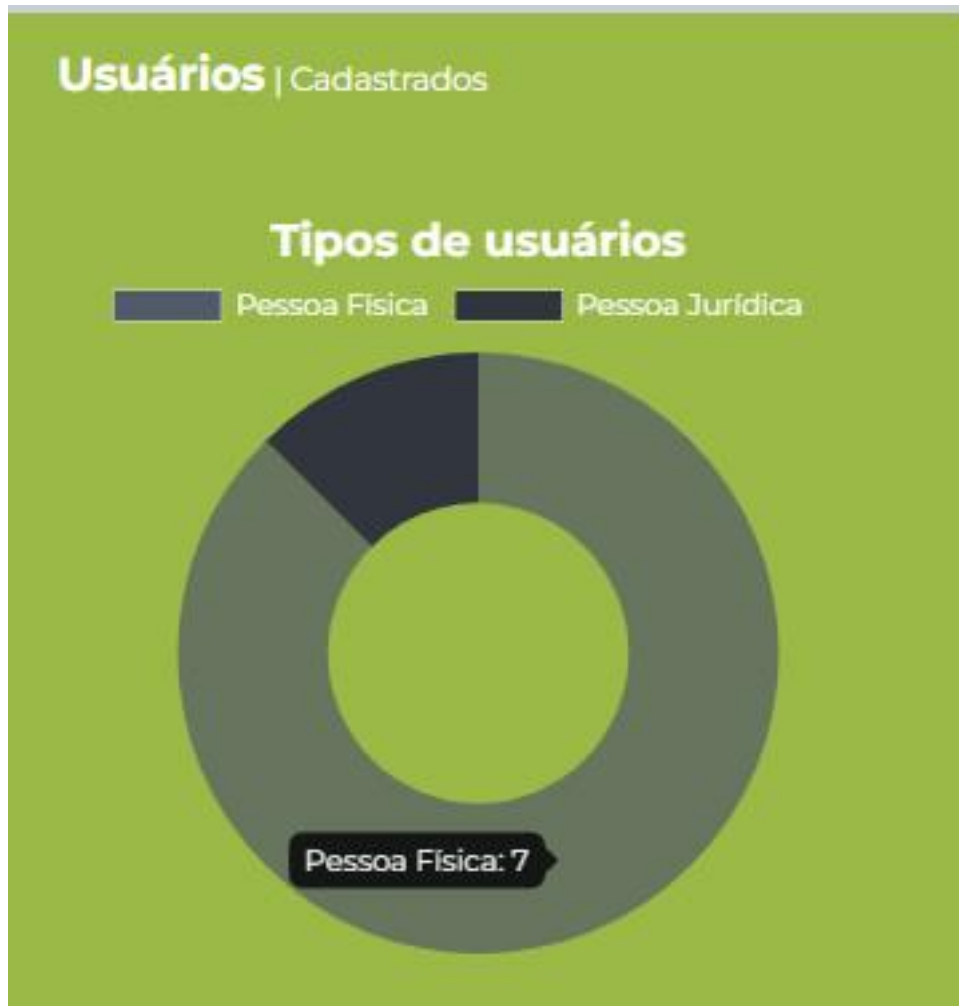 Usuários | Cadastrados
Tipos de usuários
Pessoa Física Pessoa Jurídica
Pessoa Física: 7